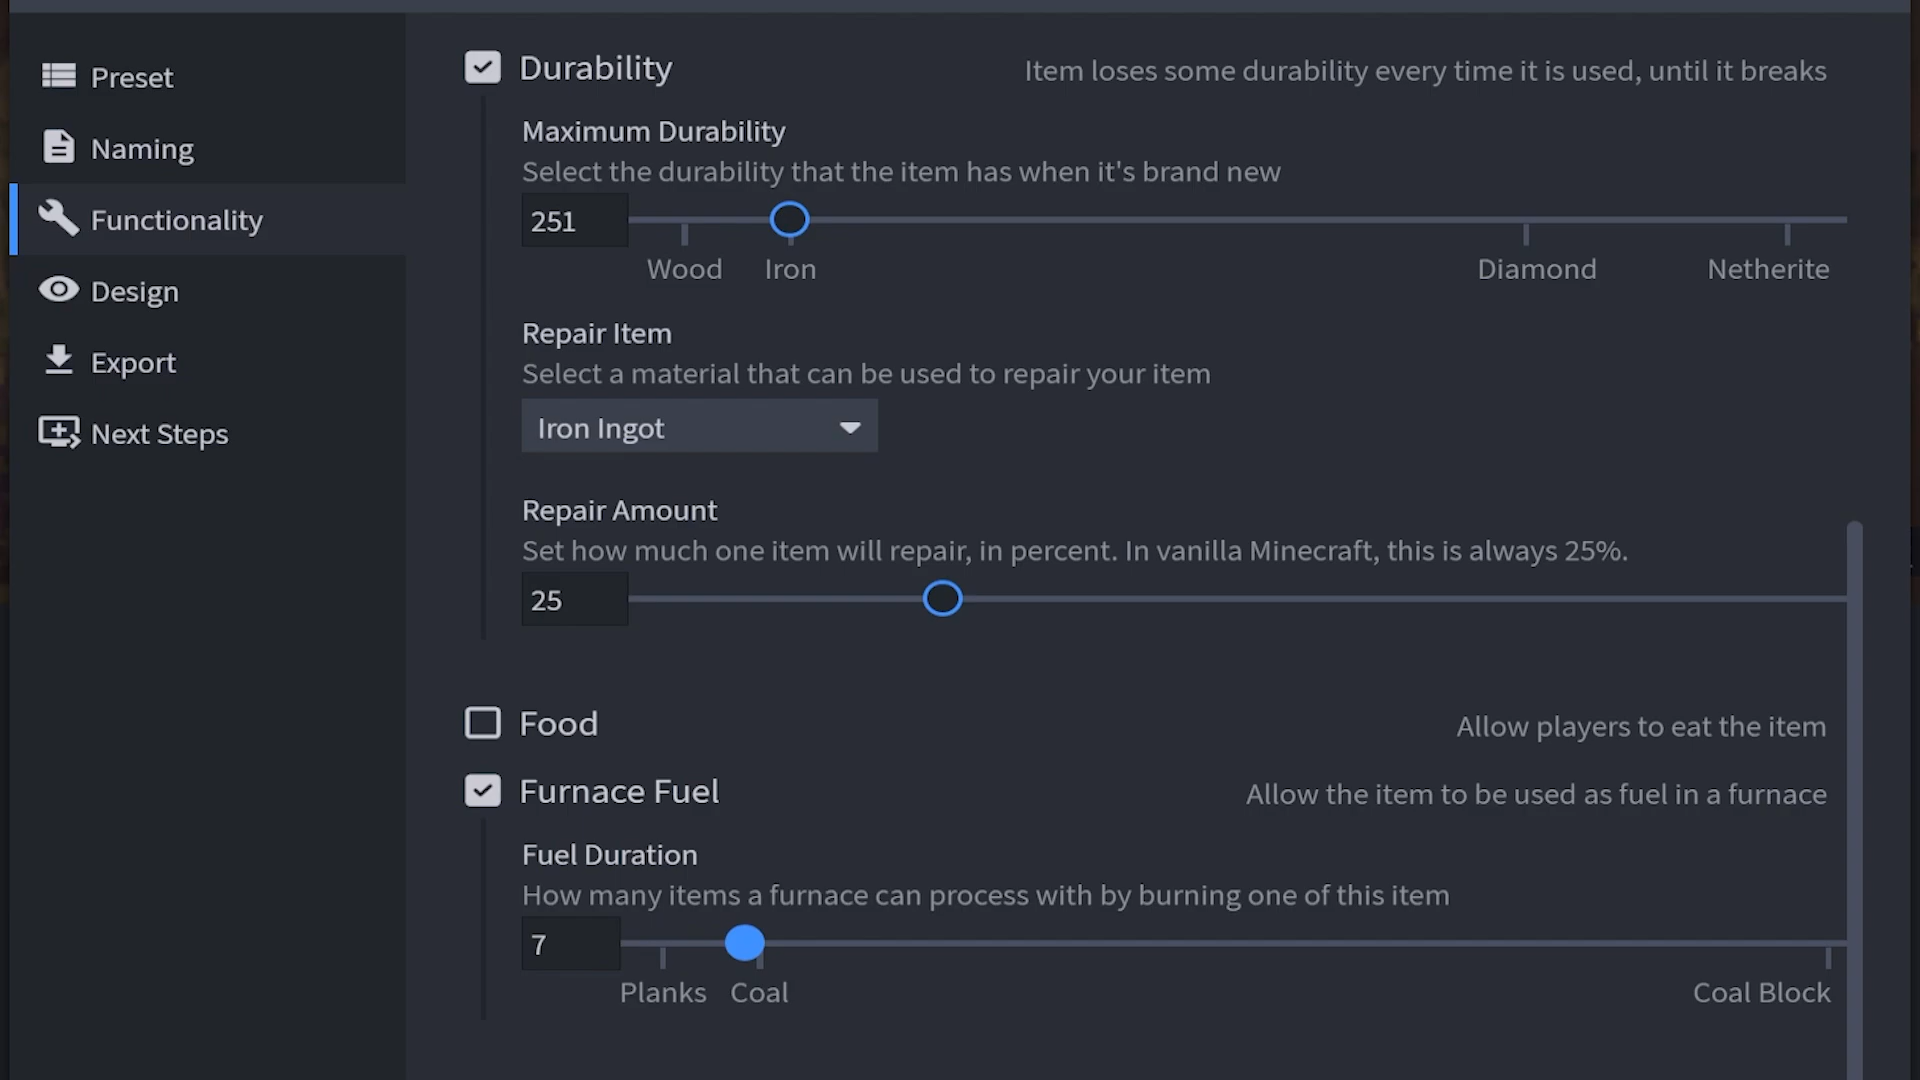 Preset
Naming
Functionality
Design
Export
Next Steps
Durability
Item loses some durability every time it is used, until it breaks
Maximum Durability
Select the durability that the item has when it's brand new
251
Wood
Iron
Diamond
Netherite
Repair Item
Select a material that can be used to repair your item
Iron Ingot
Repair Amount
Set how much one item will repair, in percent. In vanilla Minecraft, this is always 25%.
25
Food
Allow players to eat the item
Furnace Fuel
Allow the item to be used as fuel in a furnace
Fuel Duration
How many items a furnace can process with by burning one of this item
7
Planks
Coal
Coal Block